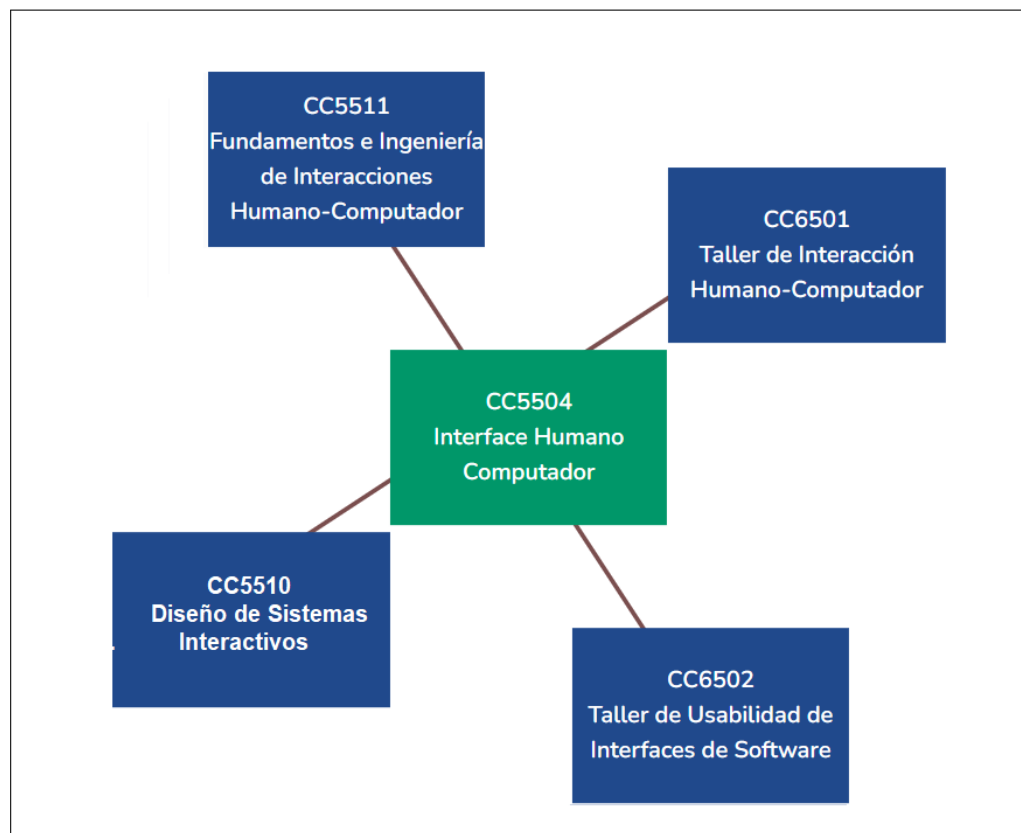 CC5511
Fundamentos e Ingeniería
de Interacciones
Humano-Computador
CC6501
Taller de Interacción
Humano-Computador
CC5504
Interface Humano
Computador
CC5510
Diseño de Sistemas
Interactivos
CC6502
Taller de Usabilidad de
Interfaces de Software